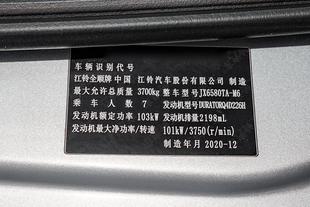 车辆识别代号
江铃全顺牌 中国 江铃汽车股份有限公司 制造
最大允许总质量 3700kg 整车型号 JX6580TA-M6
乘车人数 7 发动机型号 DURATORQ4D226H
发动机额定功率 103kW 发动机排量 2198mL
发动机最大净功率/转速 101kW/3750(r/min)
制造年月 2020-12